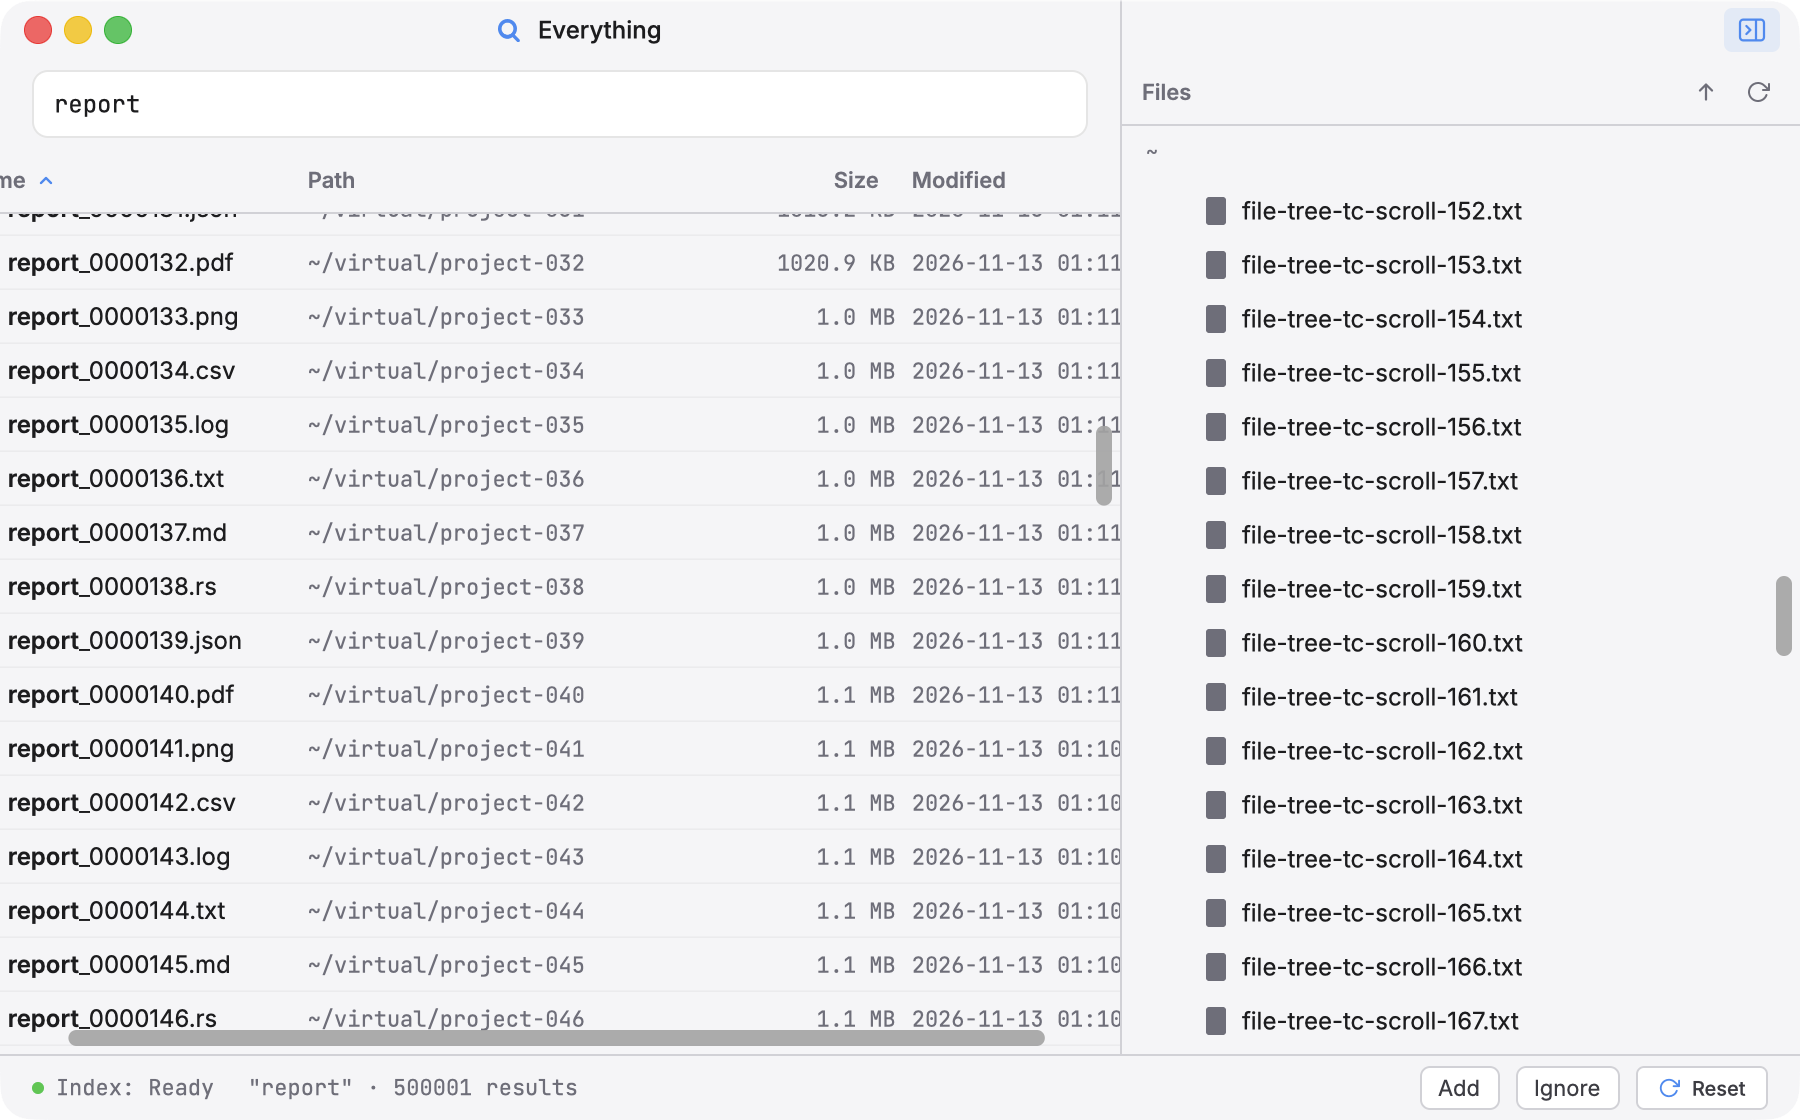 Everything
report
me Path Size Modified
report_0000132.pdf ~/virtual/project-032 1020.9 KB 2026-11-13 01:11
report_0000133.png ~/virtual/project-033 1.0 MB 2026-11-13 01:11
report_0000134.csv ~/virtual/project-034 1.0 MB 2026-11-13 01:11
report_0000135.log ~/virtual/project-035 1.0 MB 2026-11-13 01:11
report_0000136.txt ~/virtual/project-036 1.0 MB 2026-11-13 01:11
report_0000137.md ~/virtual/project-037 1.0 MB 2026-11-13 01:11
report_0000138.rs ~/virtual/project-038 1.0 MB 2026-11-13 01:11
report_0000139.json ~/virtual/project-039 1.0 MB 2026-11-13 01:11
report_0000140.pdf ~/virtual/project-040 1.1 MB 2026-11-13 01:11
report_0000141.png ~/virtual/project-041 1.1 MB 2026-11-13 01:10
report_0000142.csv ~/virtual/project-042 1.1 MB 2026-11-13 01:10
report_0000143.log ~/virtual/project-043 1.1 MB 2026-11-13 01:10
report_0000144.txt ~/virtual/project-044 1.1 MB 2026-11-13 01:10
report_0000145.md ~/virtual/project-045 1.1 MB 2026-11-13 01:10
report_0000146.rs ~/virtual/project-046 1.1 MB 2026-11-13 01:10
Files
~
file-tree-tc-scroll-152.txt
file-tree-tc-scroll-153.txt
file-tree-tc-scroll-154.txt
file-tree-tc-scroll-155.txt
file-tree-tc-scroll-156.txt
file-tree-tc-scroll-157.txt
file-tree-tc-scroll-158.txt
file-tree-tc-scroll-159.txt
file-tree-tc-scroll-160.txt
file-tree-tc-scroll-161.txt
file-tree-tc-scroll-162.txt
file-tree-tc-scroll-163.txt
file-tree-tc-scroll-164.txt
file-tree-tc-scroll-165.txt
file-tree-tc-scroll-166.txt
file-tree-tc-scroll-167.txt
Index: Ready "report" · 500001 results Add Ignore Reset